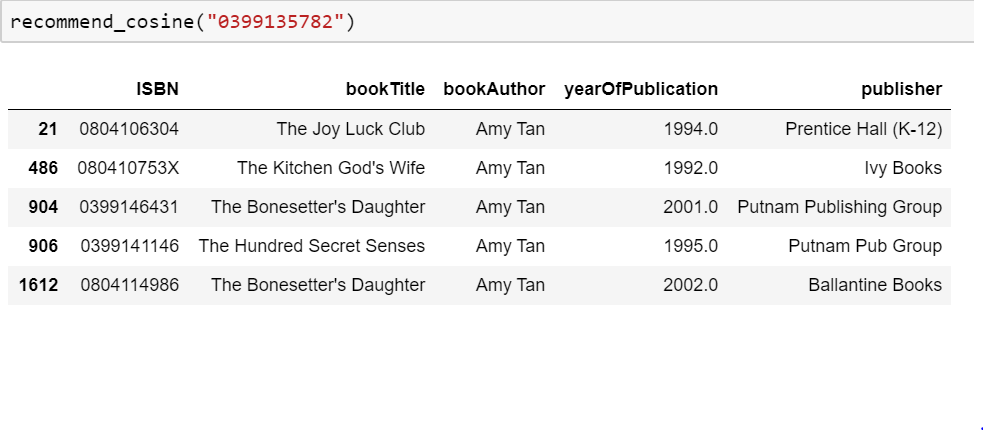 recommend_cosine("0399135782")
ISBN bookTitle bookAuthor yearOfPublication publisher
21 0804106304 The Joy Luck Club Amy Tan 1994.0 Prentice Hall (K-12)
486 080410753X The Kitchen God's Wife Amy Tan 1992.0 Ivy Books
904 0399146431 The Bonesetter's Daughter Amy Tan 2001.0 Putnam Publishing Group
906 0399141146 The Hundred Secret Senses Amy Tan 1995.0 Putnam Pub Group
1612 0804114986 The Bonesetter's Daughter Amy Tan 2002.0 Ballantine Books